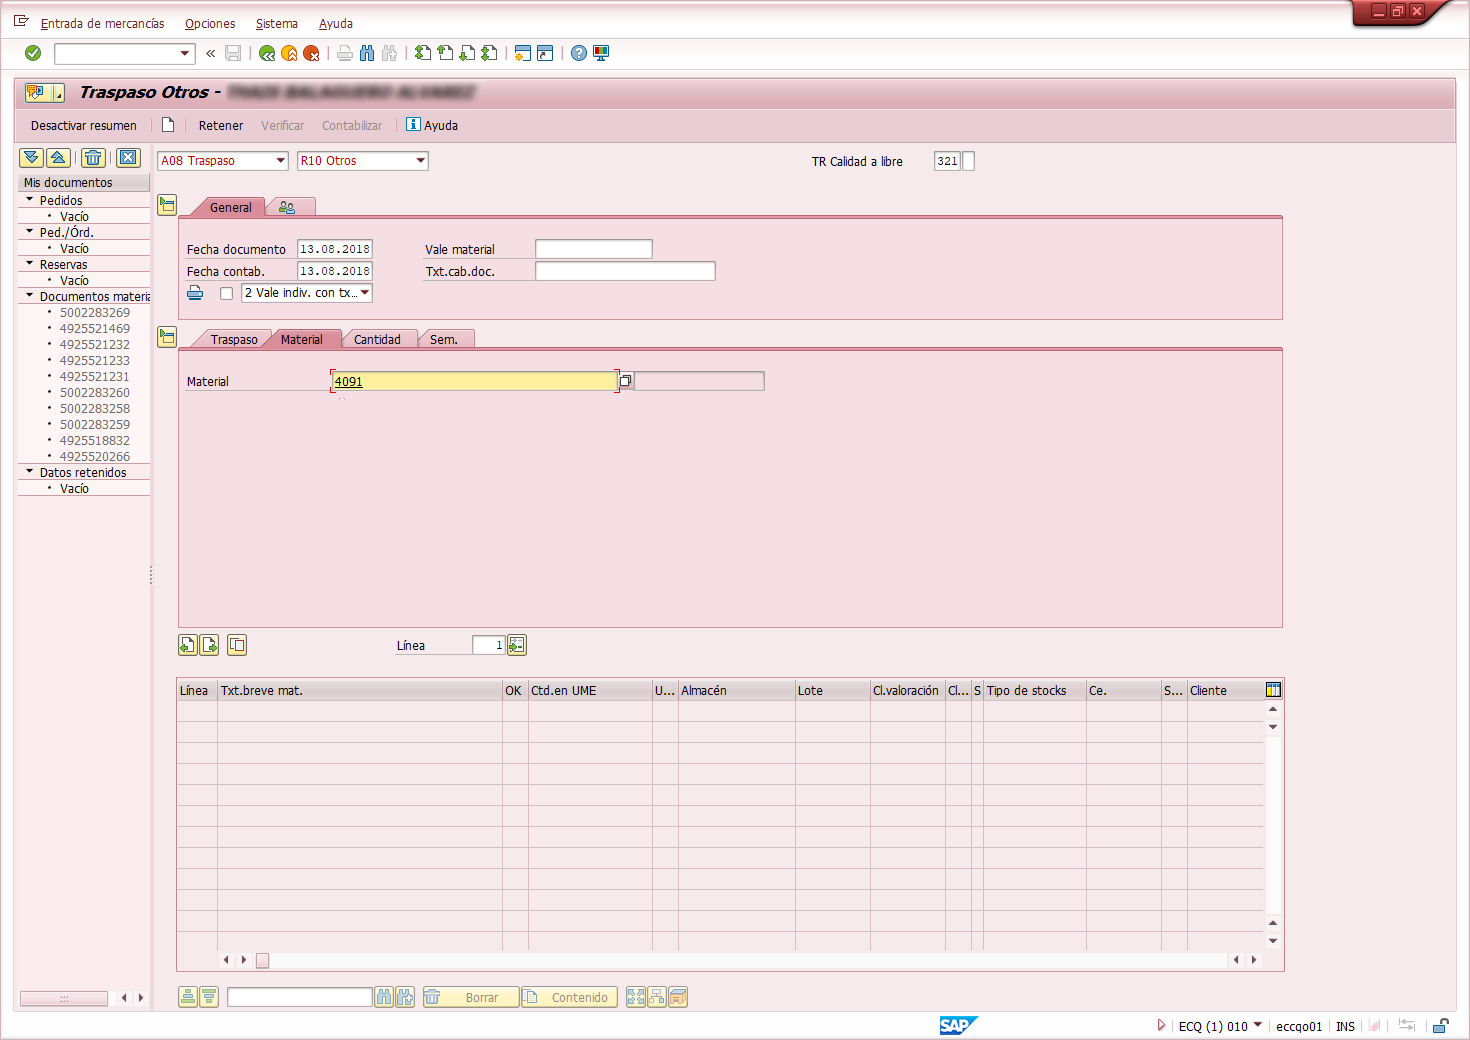 Entrada de mercancías Opciones Sistema Ayuda
Traspaso Otros -
Desactivar resumen Retener Verificar Contabilizar Ayuda
A08 Traspaso R10 Otros TR Calidad a libre 321
Mis documentos
Pedidos
Vacío
Ped./Órd.
Vacío
Reservas
Vacío
Documentos materia
5002283269
4925521469
4925521232
4925521233
4925521231
5002283260
5002283258
5002283259
4925518832
4925520266
Datos retenidos
Vacío
General
Fecha documento 13.08.2018 Vale material
Fecha contab. 13.08.2018 Txt.cab.doc.
2 Vale indiv. con tx...
Traspaso Material Cantidad Sem.
Material 4091
Línea 1
Línea Txt.breve mat. OK Ctd.en UME U... Almacén Lote Cl.valoración Cl... S Tipo de stocks Ce. S... Cliente
Borrar Contenido
SAP ECQ (1) 010 eccqo01 INS